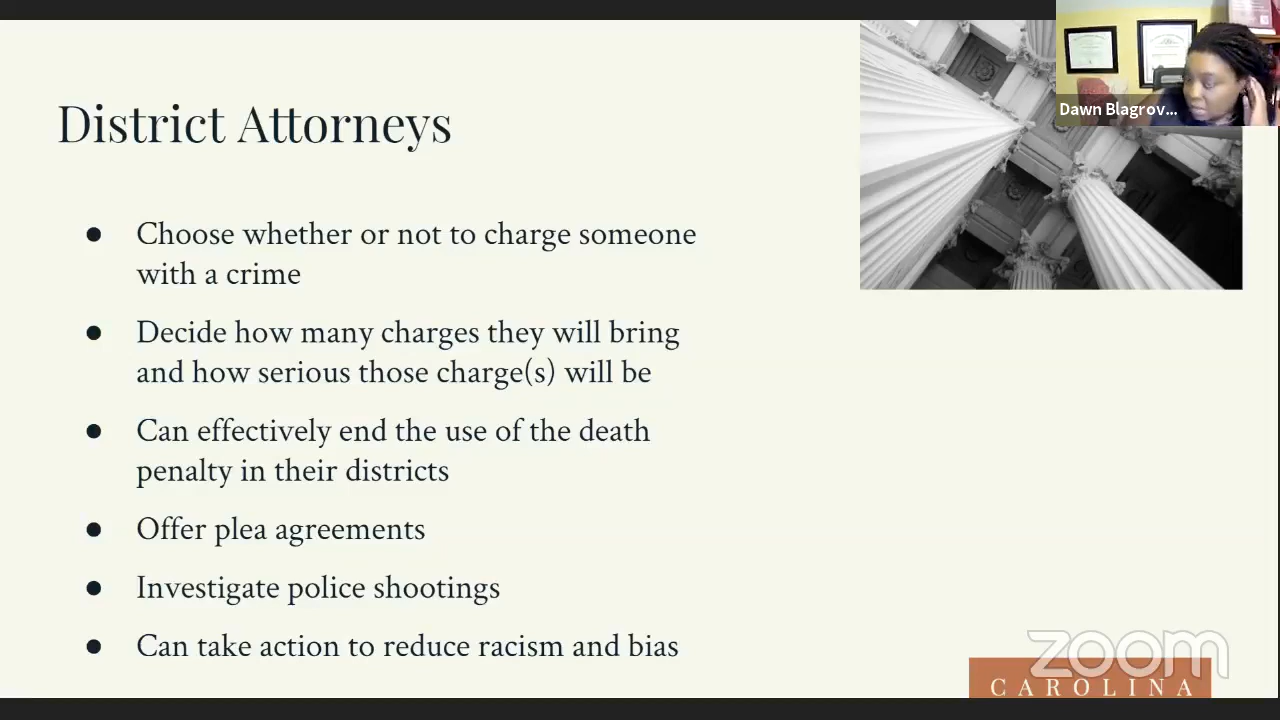 Dawn Blagrov...
District Attorneys
● Choose whether or not to charge someone
with a crime
● Decide how many charges they will bring
and how serious those charge(s) will be
● Can effectively end the use of the death
penalty in their districts
● Offer plea agreements
● Investigate police shootings
● Can take action to reduce racism and bias
zoom
CAROLINA